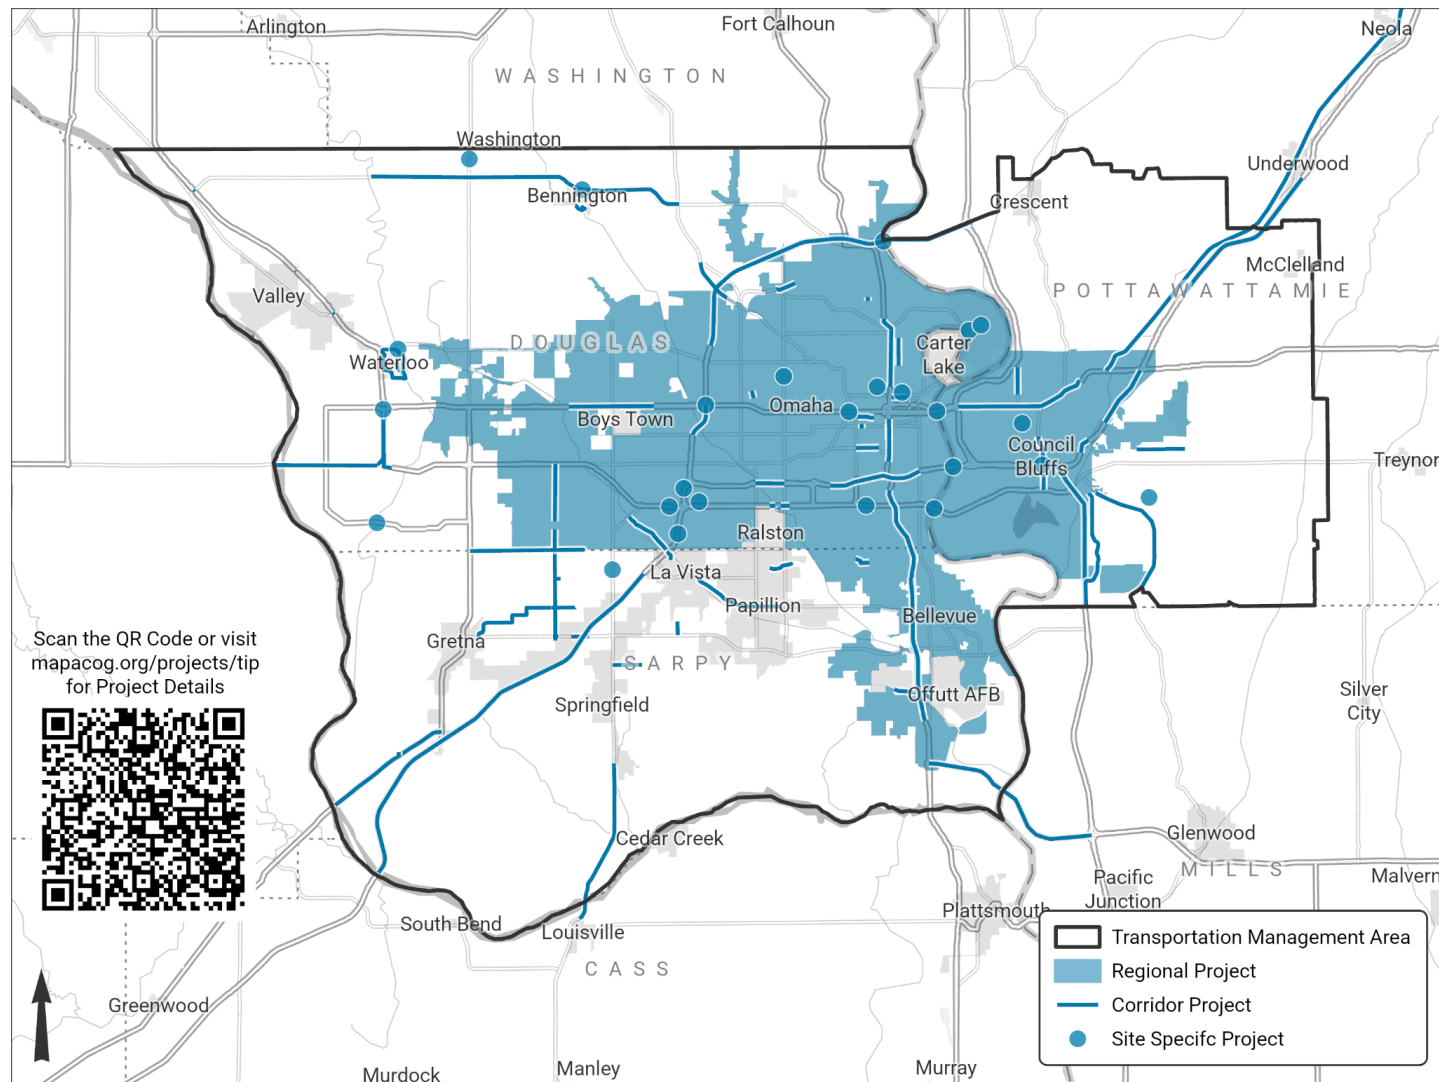 Arlington
Fort Calhoun
Neola
WASHINGTON
Washington
Underwood
Bennington
Crescent
McClelland
POTTAWATTAMIE
Valley
DOUGLAS
Carter
Lake
Waterloo
Omaha
Boys Town
Council
Bluffs
Treynor
Ralston
La Vista
Papillion
Bellevue
Gretna
SARPY
Offutt AFB
Springfield
Silver
City
Scan the QR Code or visit
mapacog.org/projects/tip
for Project Details
Cedar Creek
Glenwood
MILLS
Pacific
Junction
Malvern
Plattsmouth
South Bend
Louisville
CASS
Greenwood
Murdock
Manley
Murray
Transportation Management Area
Regional Project
Corridor Project
Site Specifc Project